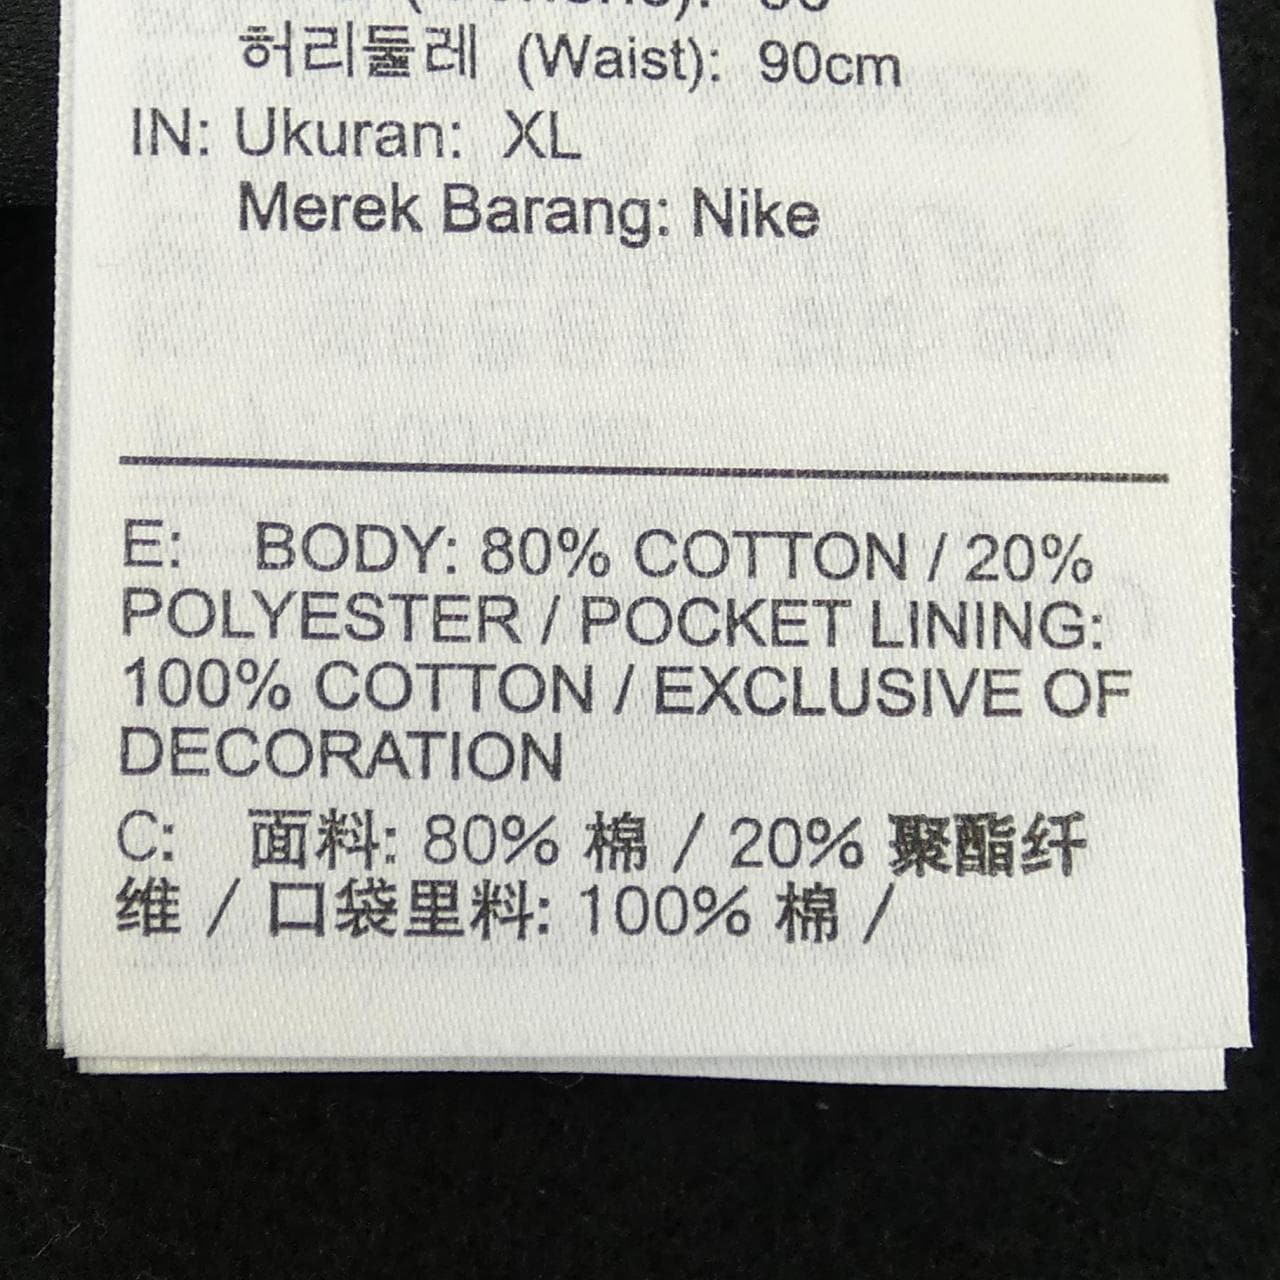 허리둘레 (Waist): 90cm
IN: Ukuran: XL
Merek Barang: Nike
E: BODY: 80% COTTON / 20%
POLYESTER / POCKET LINING:
100% COTTON / EXCLUSIVE OF
DECORATION
C: 面料: 80% 棉 / 20% 聚酯纤
维 / 口袋里料: 100% 棉 /